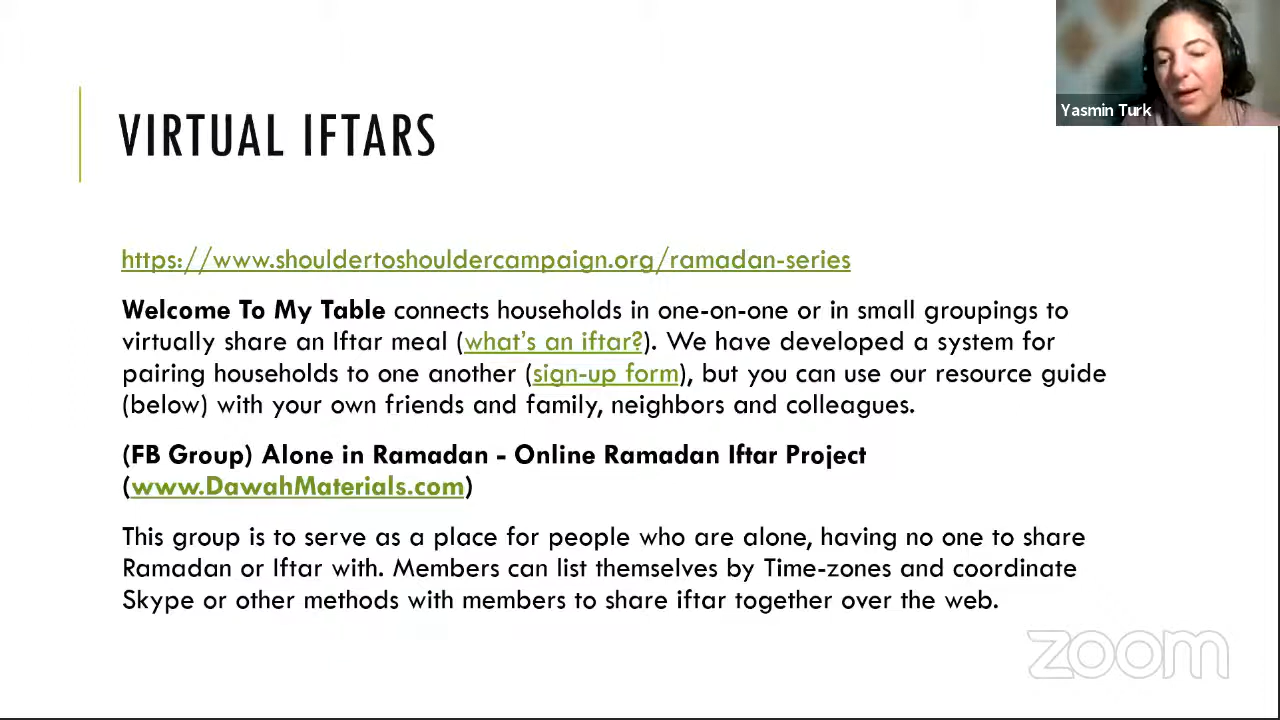 Yasmin Turk
VIRTUAL IFTARS
https://www.shouldertoshouldercampaign.org/ramadan-series
Welcome To My Table connects households in one-on-one or in small groupings to
virtually share an Iftar meal (what's an iftar?). We have developed a system for
pairing households to one another (sign-up form), but you can use our resource guide
(below) with your own friends and family, neighbors and colleagues.
(FB Group) Alone in Ramadan - Online Ramadan Iftar Project
(www.DawahMaterials.com)
This group is to serve as a place for people who are alone, having no one to share
Ramadan or Iftar with. Members can list themselves by Time-zones and coordinate
Skype or other methods with members to share iftar together over the web.
zoom